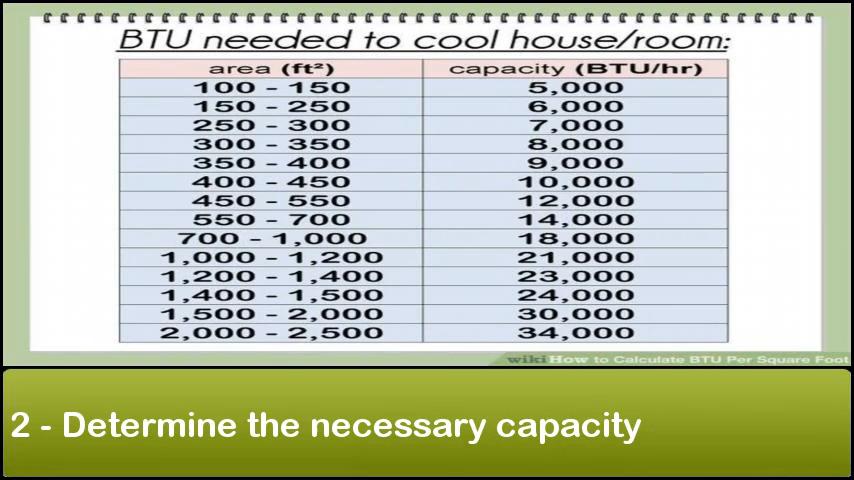 BTU needed to cool house/room:
area (ft²) capacity (BTU/hr)
100 - 150 5,000
150 - 250 6,000
250 - 300 7,000
300 - 350 8,000
350 - 400 9,000
400 - 450 10,000
450 - 550 12,000
550 - 700 14,000
700 - 1,000 18,000
1,000 - 1,200 21,000
1,200 - 1,400 23,000
1,400 - 1,500 24,000
1,500 - 2,000 30,000
2,000 - 2,500 34,000
wikiHow to Calculate BTU Per Square Foot
2 - Determine the necessary capacity